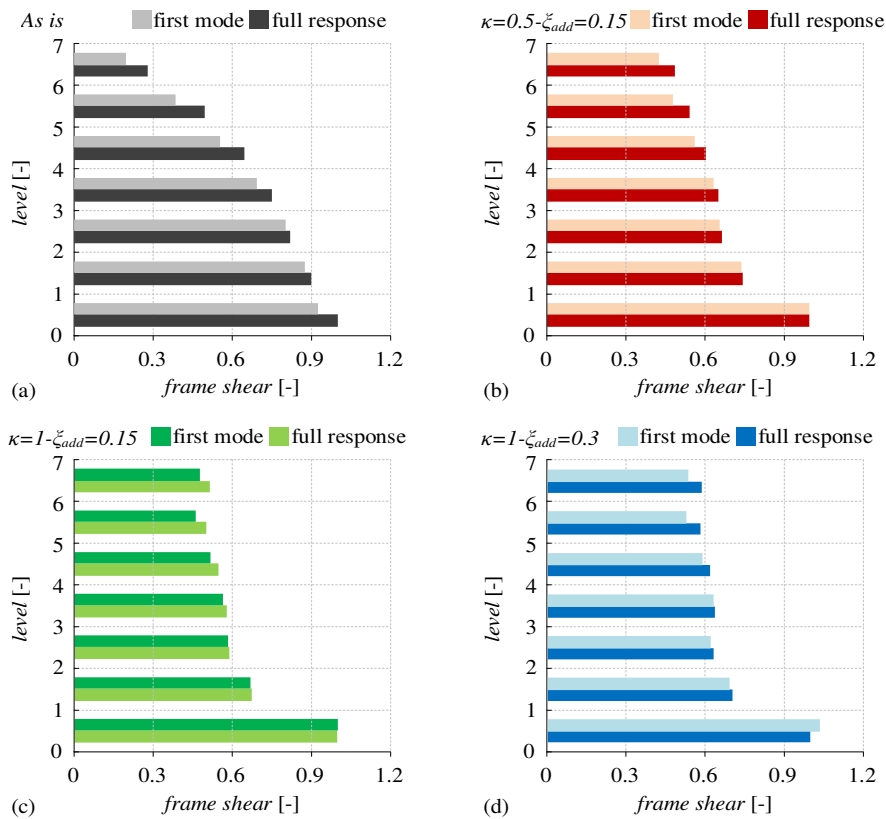 As is first mode full response
7
6
5
4
3
2
1
0
level [-]
0 0.3 0.6 0.9 1.2
(a) frame shear [-]
κ=0.5-ξadd=0.15 first mode full response
7
6
5
4
3
2
1
0
level [-]
0 0.3 0.6 0.9 1.2
(b) frame shear [-]
κ=1-ξadd=0.15 first mode full response
7
6
5
4
3
2
1
0
level [-]
0 0.3 0.6 0.9 1.2
(c) frame shear [-]
κ=1-ξadd=0.3 first mode full response
7
6
5
4
3
2
1
0
level [-]
0 0.3 0.6 0.9 1.2
(d) frame shear [-]